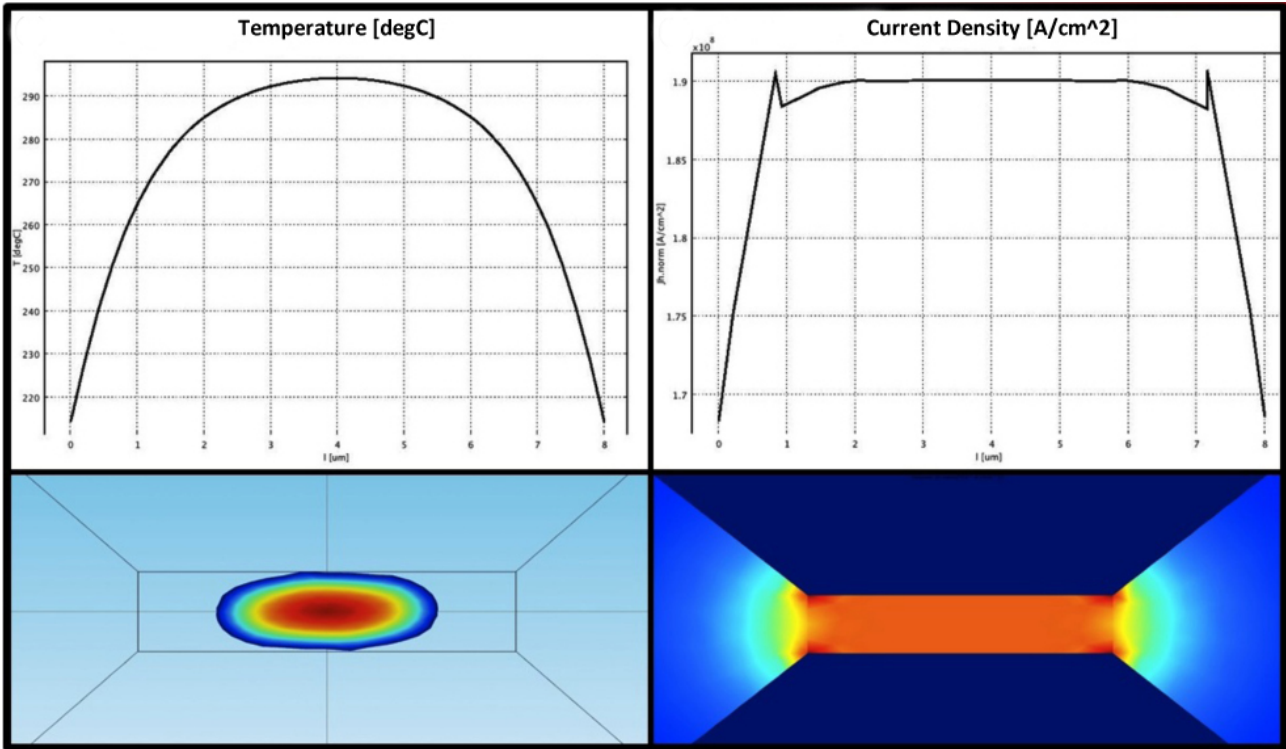 Temperature [degC]
290
280
270
260
250
240
230
220
T [degC]
0 1 2 3 4 5 6 7 8
l [um]
Current Density [A/cm^2]
x10^8
1.9
1.85
1.8
1.75
1.7
Jh.norm [A/cm^2]
0 1 2 3 4 5 6 7 8
l [um]